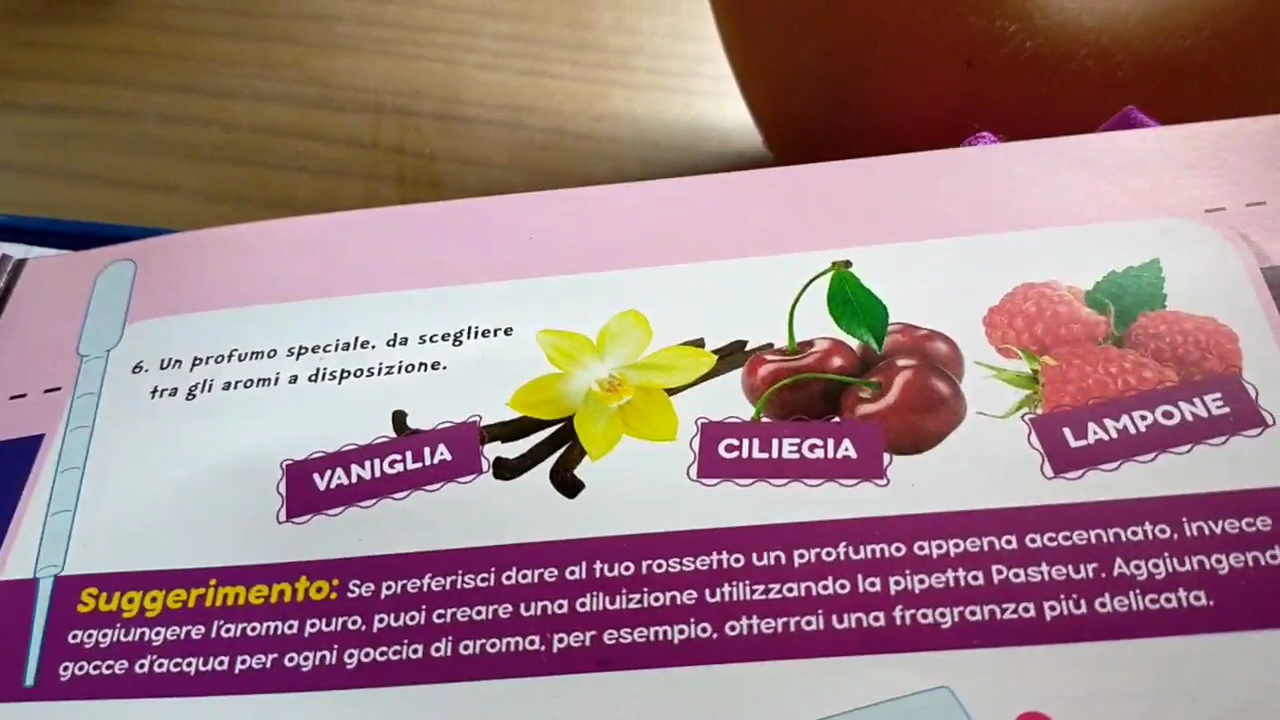 6. Un profumo speciale, da scegliere
tra gli aromi a disposizione.
VANIGLIA
CILIEGIA
LAMPONE
Suggerimento: Se preferisci dare al tuo rossetto un profumo appena accennato, invece
aggiungere l'aroma puro, puoi creare una diluizione utilizzando la pipetta Pasteur. Aggiungend
gocce d'acqua per ogni goccia di aroma, per esempio, otterrai una fragranza più delicata.